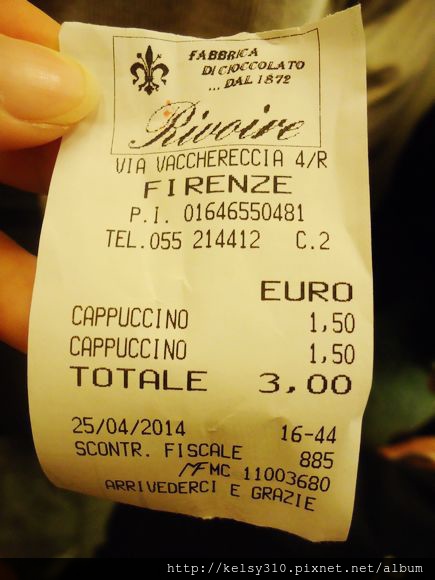 FABBRICA
DI CIOCCOLATO
... DAL 1872
Rivoire
VIA VACCHERECCIA 4/R
FIRENZE
P.I. 01646550481
TEL.055 214412 C.2
EURO
CAPPUCCINO 1,50
CAPPUCCINO 1,50
TOTALE 3,00
25/04/2014 16-44
SCONTR. FISCALE 885
MF MC 11003680
ARRIVEDERCI E GRAZIE
http://kelsy310.pixnet.net/album